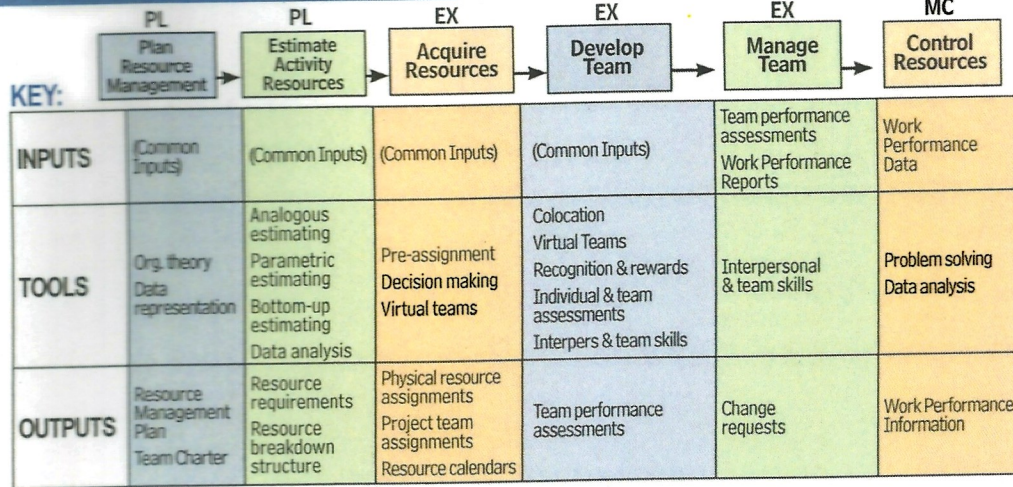 PL PL EX EX EX MC
Plan
Resource
Management
Estimate
Activity
Resources
Acquire
Resources
Develop
Team
Manage
Team
Control
Resources
KEY:
INPUTS
(Common
Inputs)
(Common Inputs)
(Common Inputs)
(Common Inputs)
Team performance
assessments
Work Performance
Reports
Work
Performance
Data
TOOLS
Org. theory
Data
representation
Analogous
estimating
Parametric
estimating
Bottom-up
estimating
Data analysis
Pre-assignment
Decision making
Virtual teams
Colocation
Virtual Teams
Recognition & rewards
Individual & team
assessments
Interpers & team skills
Interpersonal
& team skills
Problem solving
Data analysis
OUTPUTS
Resource
Management
Plan
Team Charter
Resource
requirements
Resource
breakdown
structure
Physical resource
assignments
Project team
assignments
Resource calendars
Team performance
assessments
Change
requests
Work Performance
Information